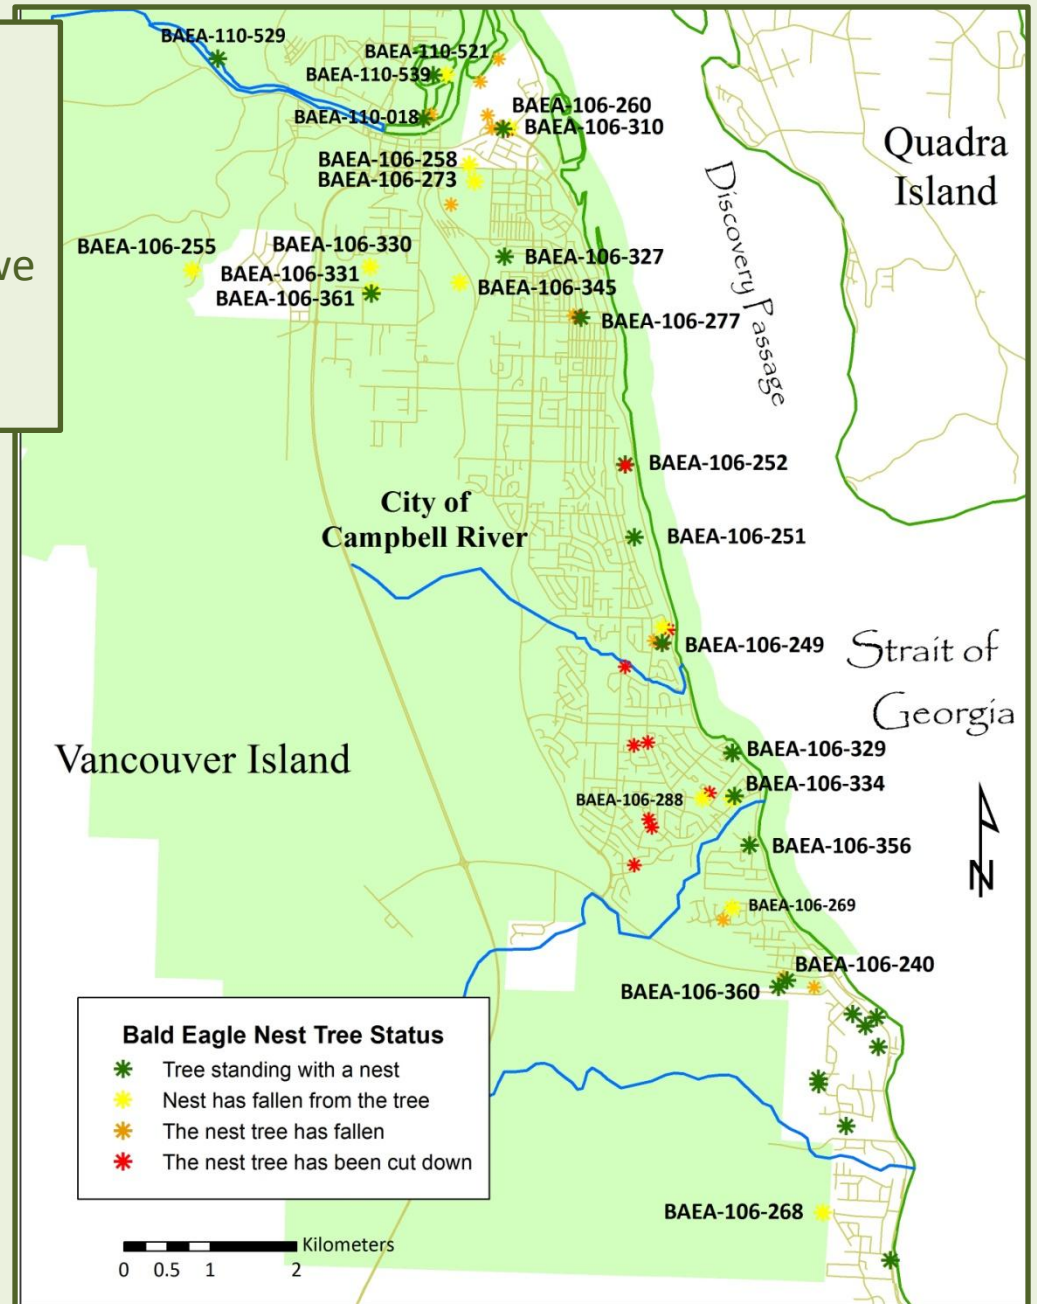 we
BAEA-110-529
BAEA-110-521
BAEA-110-539
BAEA-110-018
BAEA-106-260
BAEA-106-310
BAEA-106-258
BAEA-106-273
Quadra
Island
Discovery Passage
BAEA-106-255
BAEA-106-330
BAEA-106-331
BAEA-106-361
BAEA-106-327
BAEA-106-345
BAEA-106-277
BAEA-106-252
City of
Campbell River
BAEA-106-251
BAEA-106-249
Strait of
Georgia
Vancouver Island
BAEA-106-329
BAEA-106-334
BAEA-106-288
BAEA-106-356
N
BAEA-106-269
BAEA-106-240
BAEA-106-360
Bald Eagle Nest Tree Status
Tree standing with a nest
Nest has fallen from the tree
The nest tree has fallen
The nest tree has been cut down
BAEA-106-268
Kilometers
0 0.5 1 2